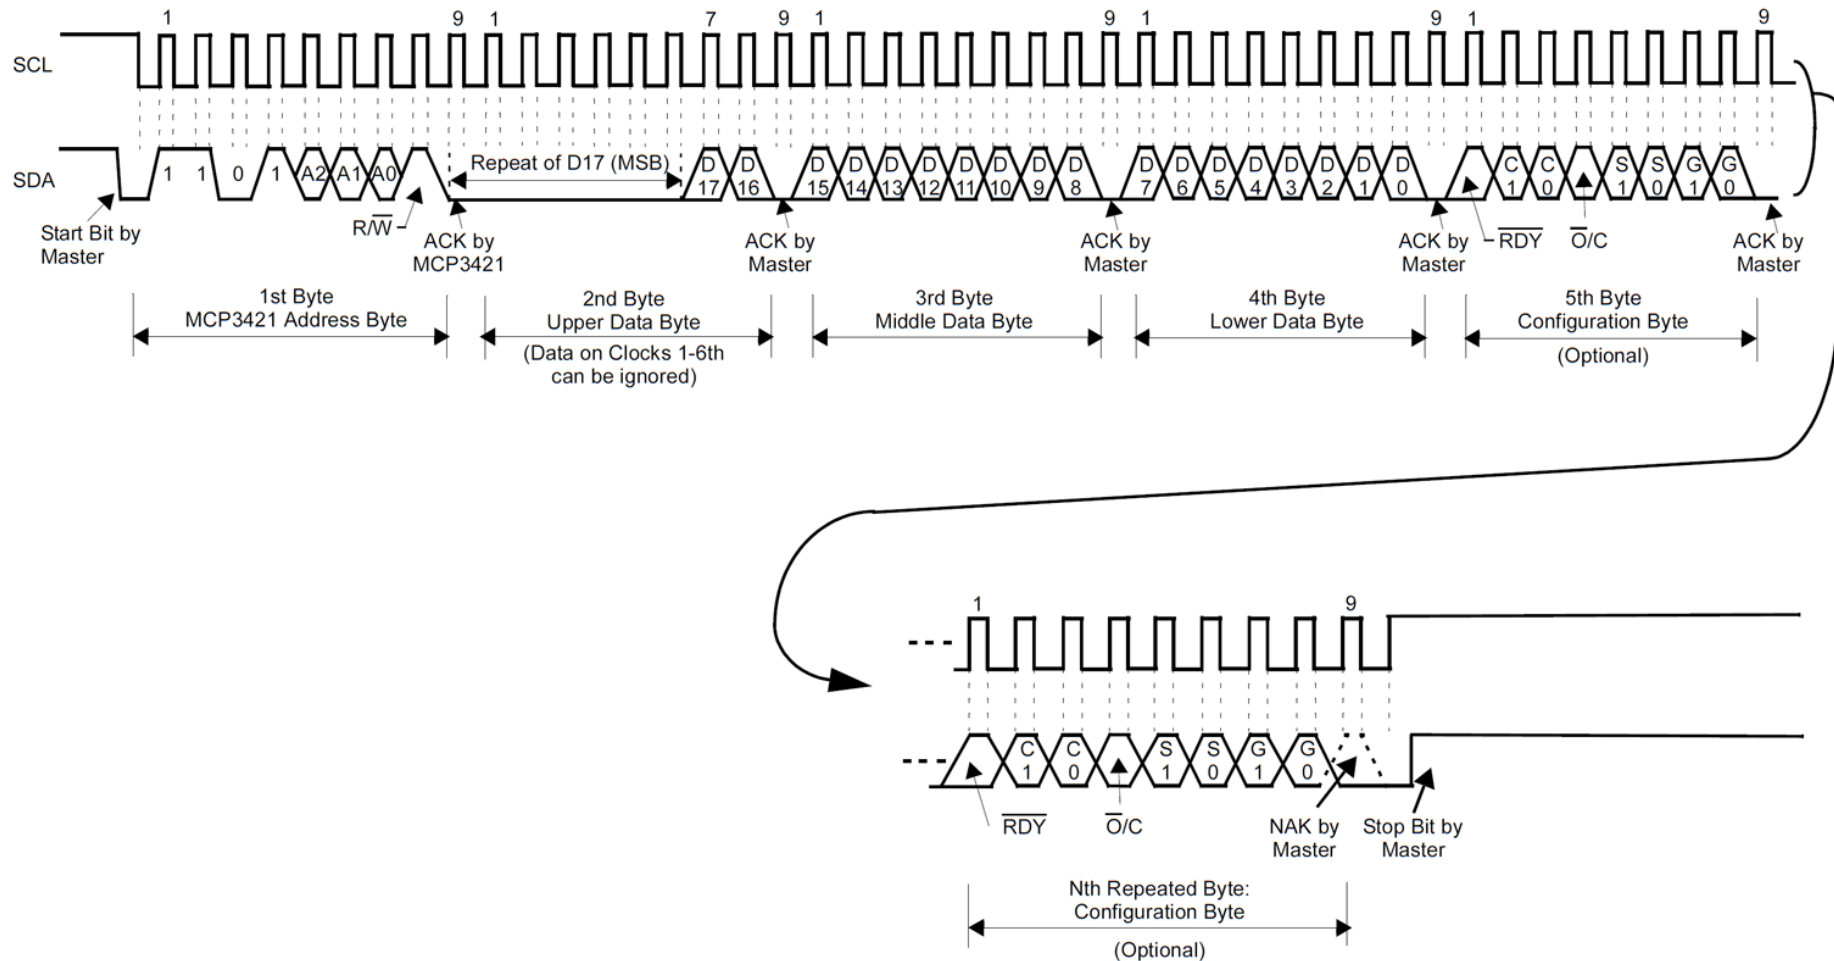 1 9 1 7 9 1 9 1 9 1 9
SCL
SDA
1 1 0 1 A2 A1 A0
Repeat of D17 (MSB)
D D D D D D D D D D D D D D D D D D
17 16 15 14 13 12 11 10 9 8 7 6 5 4 3 2 1 0
C C S S G G
1 0 1 0 1 0
Start Bit by
Master
R/W̅
ACK by
MCP3421
ACK by
Master
ACK by
Master
ACK by
Master
R̅D̅Y̅
O̅/C
ACK by
Master
1st Byte
MCP3421 Address Byte
2nd Byte
Upper Data Byte
(Data on Clocks 1-6th
can be ignored)
3rd Byte
Middle Data Byte
4th Byte
Lower Data Byte
5th Byte
Configuration Byte
(Optional)
1 9
C C S S G G
1 0 1 0 1 0
R̅D̅Y̅
O̅/C
NAK by
Master
Stop Bit by
Master
Nth Repeated Byte:
Configuration Byte
(Optional)